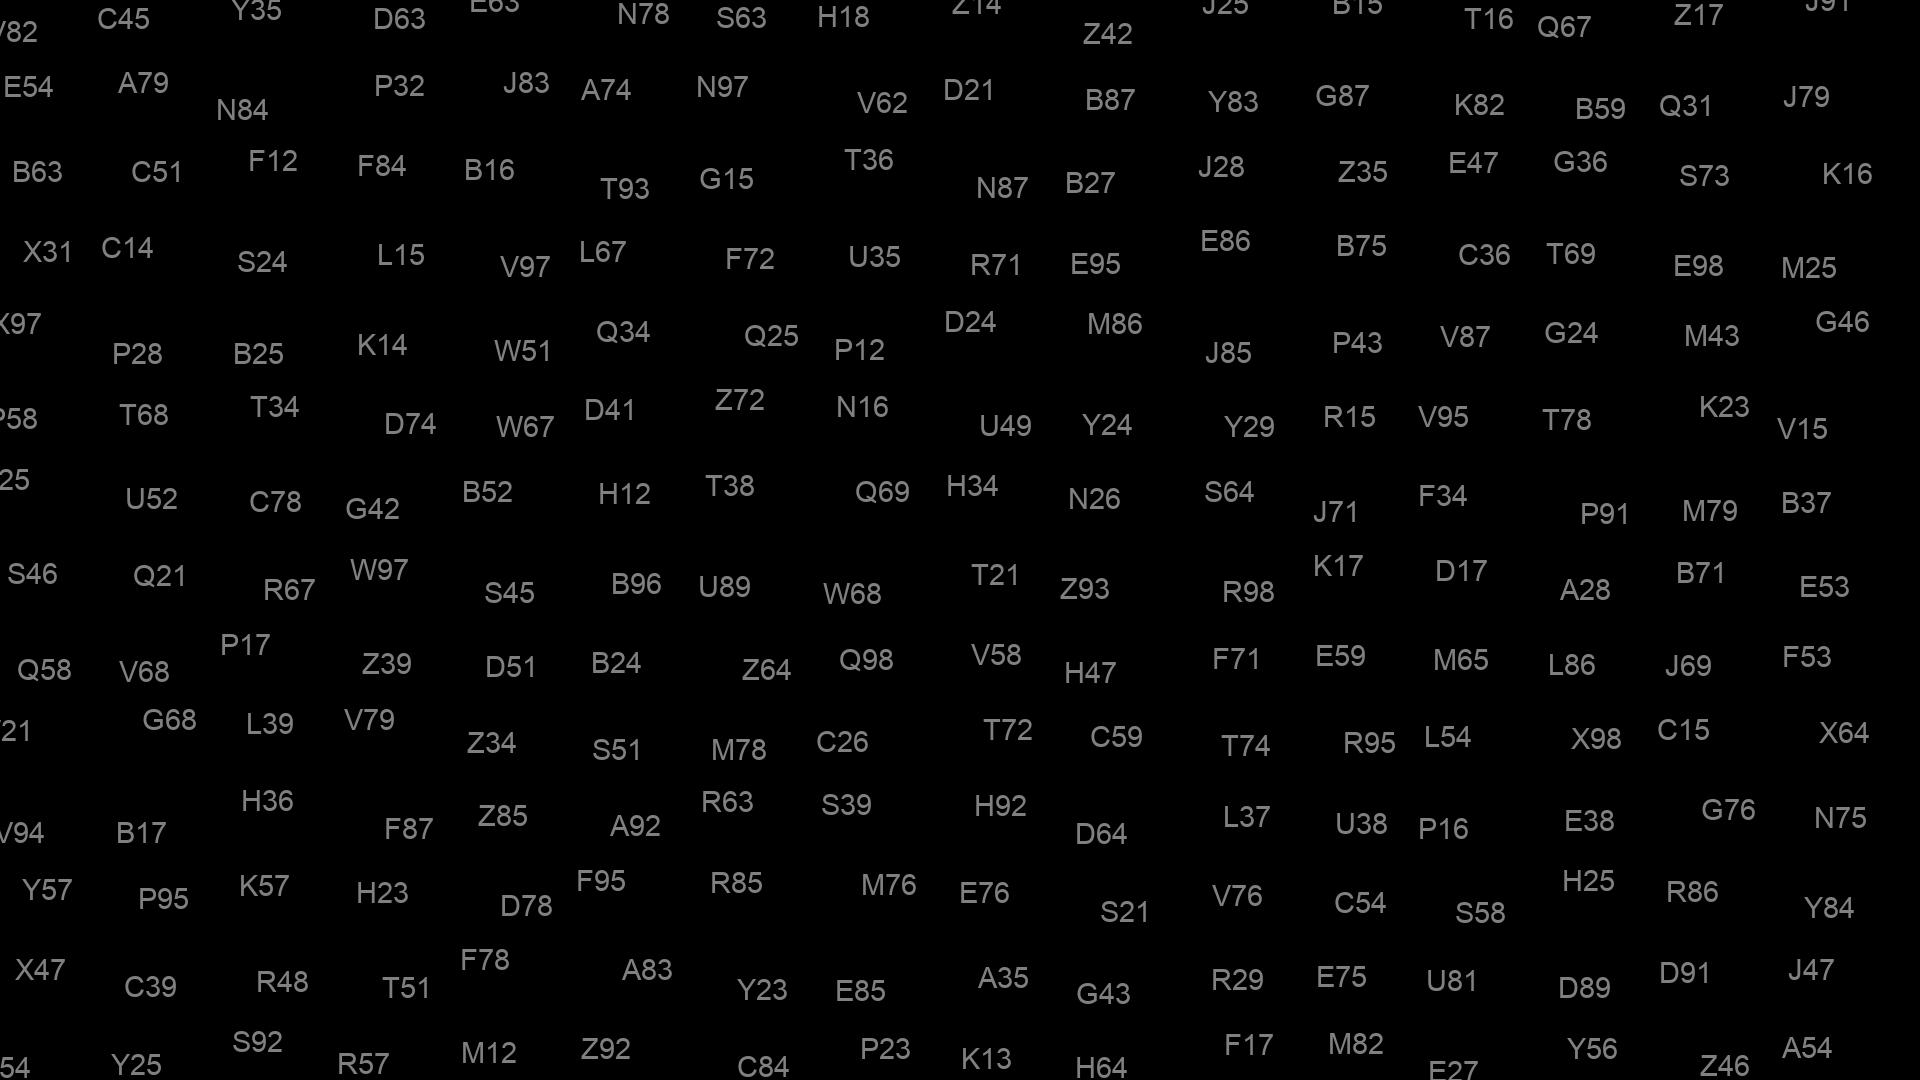 C45 Y35 D63 E63 N78 S63 H18 Z14 Z42 J25 B15 T16 Q67 Z17 J91
E54 A79 N84 P32 J83 A74 N97 V62 D21 B87 Y83 G87 K82 B59 Q31 J79
B63 C51 F12 F84 B16 T93 G15 T36 N87 B27 J28 Z35 E47 G36 S73 K16
X31 C14 S24 L15 V97 L67 F72 U35 R71 E95 E86 B75 C36 T69 E98 M25
X97 P28 B25 K14 W51 Q34 Q25 P12 D24 M86 J85 P43 V87 G24 M43 G46
P58 T68 T34 D74 W67 D41 Z72 N16 U49 Y24 Y29 R15 V95 T78 K23 V15
25 U52 C78 G42 B52 H12 T38 Q69 H34 N26 S64 J71 F34 P91 M79 B37
S46 Q21 R67 W97 S45 B96 U89 W68 T21 Z93 R98 K17 D17 A28 B71 E53
Q58 V68 P17 Z39 D51 B24 Z64 Q98 V58 H47 F71 E59 M65 L86 J69 F53
21 G68 L39 V79 Z34 S51 M78 C26 T72 C59 T74 R95 L54 X98 C15 X64
V94 B17 H36 F87 Z85 A92 R63 S39 H92 D64 L37 U38 P16 E38 G76 N75
Y57 P95 K57 H23 D78 F95 R85 M76 E76 S21 V76 C54 S58 H25 R86 Y84
X47 C39 R48 T51 F78 A83 Y23 E85 A35 G43 R29 E75 U81 D89 D91 J47
54 Y25 S92 R57 M12 Z92 C84 P23 K13 H64 F17 M82 E27 Y56 Z46 A54